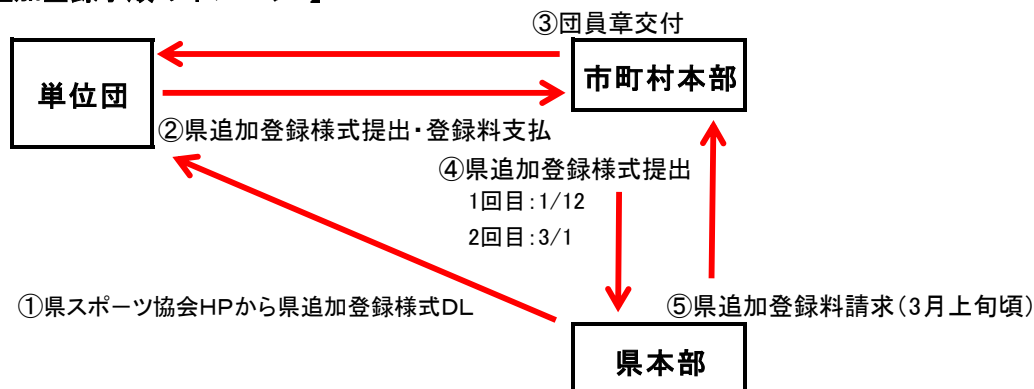 ③団員章交付
単位団
市町村本部
②県追加登録様式提出・登録料支払
④県追加登録様式提出
1回目：1/12
2回目：3/1
①県スポーツ協会HPから県追加登録様式DL
⑤県追加登録料請求（3月上旬頃）
県本部